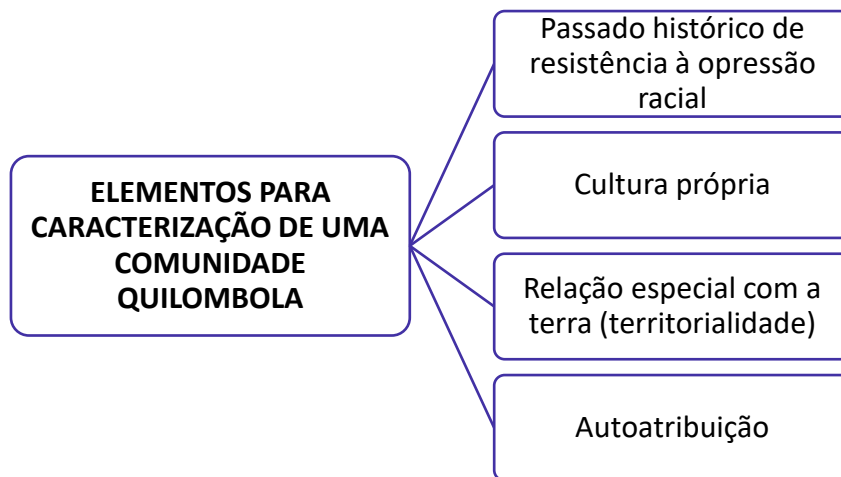 ELEMENTOS PARA
CARACTERIZAÇÃO DE UMA
COMUNIDADE
QUILOMBOLA
Passado histórico de
resistência à opressão
racial
Cultura própria
Relação especial com a
terra (territorialidade)
Autoatribuição